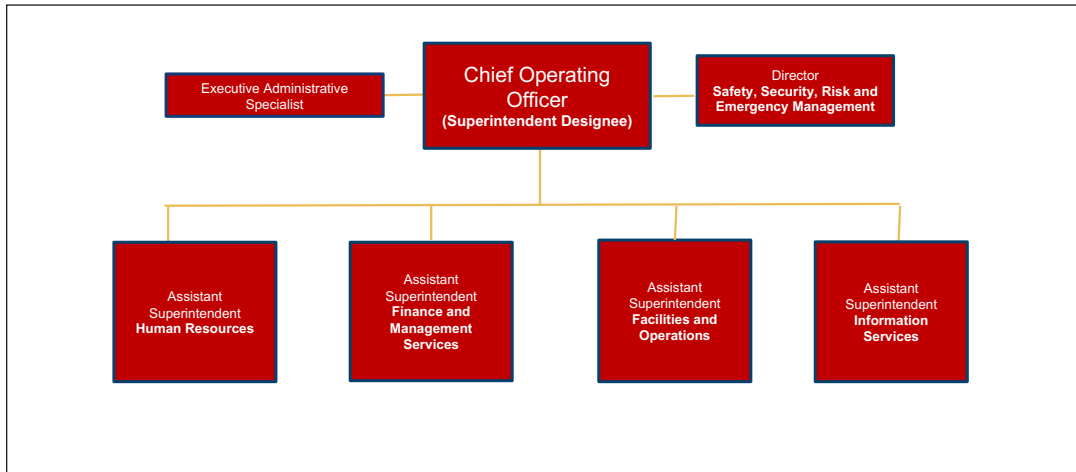 Executive Administrative
Specialist
Chief Operating
Officer
(Superintendent Designee)
Director
Safety, Security, Risk and
Emergency Management
Assistant
Superintendent
Human Resources
Assistant
Superintendent
Finance and
Management
Services
Assistant
Superintendent
Facilities and
Operations
Assistant
Superintendent
Information
Services